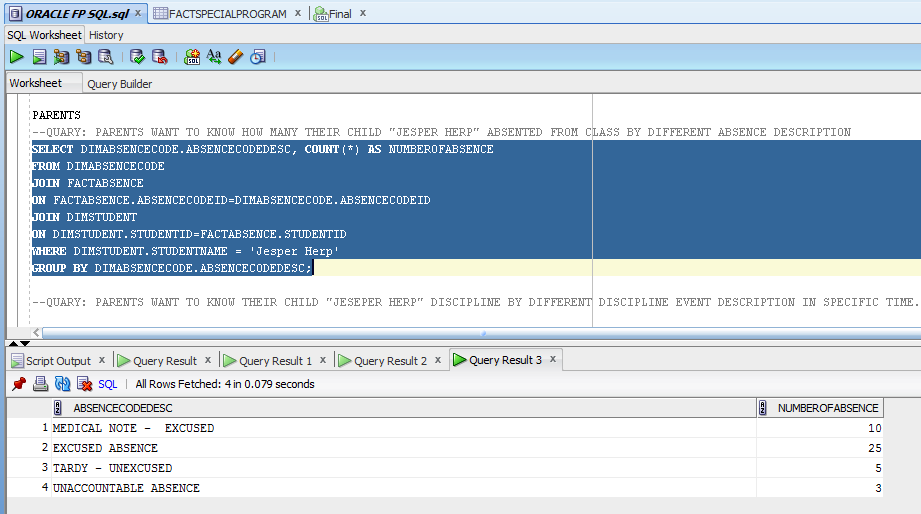 ORACLE FP SQL.sql x FACTSPECIALPROGRAM x SQL Final x
SQL Worksheet History
SQL Aa
Worksheet Query Builder
PARENTS
--QUARY: PARENTS WANT TO KNOW HOW MANY THEIR CHILD "JESPER HERP" ABSENTED FROM CLASS BY DIFFERENT ABSENCE DESCRIPTION
SELECT DIMABSENCECODE.ABSENCECODEDESC, COUNT(*) AS NUMBEROFABSENCE
FROM DIMABSENCECODE
JOIN FACTABSENCE
ON FACTABSENCE.ABSENCECODEID=DIMABSENCECODE.ABSENCECODEID
JOIN DIMSTUDENT
ON DIMSTUDENT.STUDENTID=FACTABSENCE.STUDENTID
WHERE DIMSTUDENT.STUDENTNAME = 'Jesper Herp'
GROUP BY DIMABSENCECODE.ABSENCECODEDESC;
--QUARY: PARENTS WANT TO KNOW THEIR CHILD "JESEPER HERP" DISCIPLINE BY DIFFERENT DISCIPLINE EVENT DESCRIPTION IN SPECIFIC TIME.
Script Output x Query Result x Query Result 1 x Query Result 2 x Query Result 3 x
SQL | All Rows Fetched: 4 in 0.079 seconds
ABSENCECODEDESC NUMBEROFABSENCE
1 MEDICAL NOTE -  EXCUSED 10
2 EXCUSED ABSENCE 25
3 TARDY - UNEXCUSED 5
4 UNACCOUNTABLE ABSENCE 3